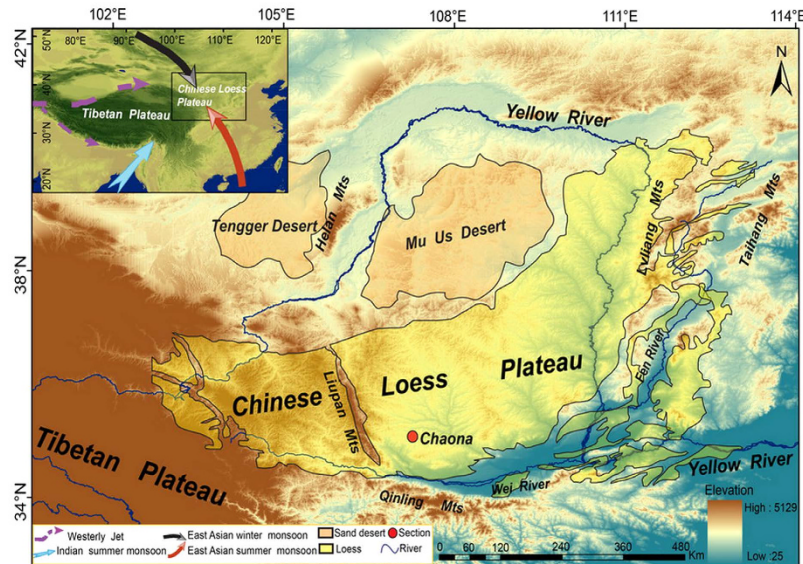 102°E 105°E 108°E 111°E 114°E
42°N
38°N
34°N
80°E 90°E 100°E 110°E 120°E
50°N
40°N
30°N
20°N
Chinese Loess
Plateau
Tibetan Plateau
N
Yellow River
Tengger Desert
Helan Mts
Mu Us Desert
Lvliang Mts
Taihang Mts
Fen River
Chinese Loess Plateau
Liupan Mts
Chaona
Tibetan Plateau
Qinling Mts
Wei River
Yellow River
Elevation
High : 5129
Low :25
Westerly Jet
East Asian winter monsoon
Sand desert
Section
Indian summer monsoon
East Asian summer monsoon
Loess
River
0 60 120 240 360 480
Km